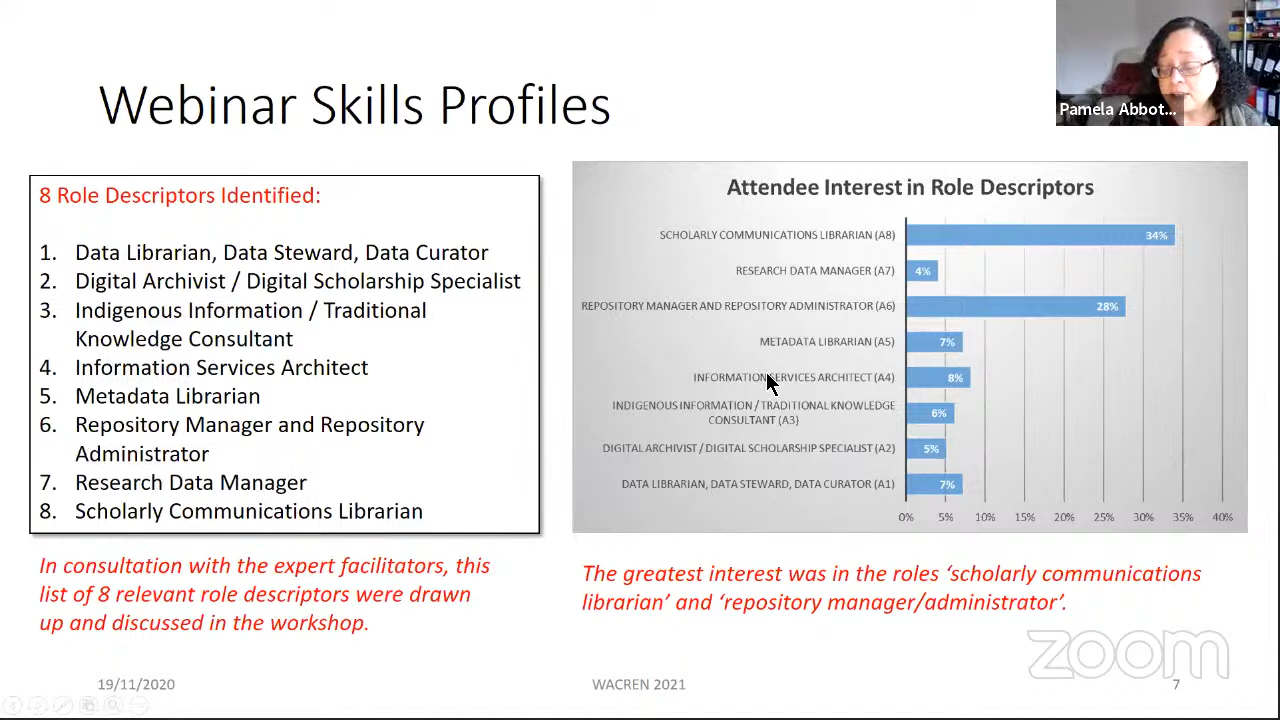 Webinar Skills Profiles
Pamela Abbot...
8 Role Descriptors Identified:
1. Data Librarian, Data Steward, Data Curator
2. Digital Archivist / Digital Scholarship Specialist
3. Indigenous Information / Traditional
Knowledge Consultant
4. Information Services Architect
5. Metadata Librarian
6. Repository Manager and Repository
Administrator
7. Research Data Manager
8. Scholarly Communications Librarian
In consultation with the expert facilitators, this
list of 8 relevant role descriptors were drawn
up and discussed in the workshop.
Attendee Interest in Role Descriptors
SCHOLARLY COMMUNICATIONS LIBRARIAN (A8) 34%
RESEARCH DATA MANAGER (A7) 4%
REPOSITORY MANAGER AND REPOSITORY ADMINISTRATOR (A6) 28%
METADATA LIBRARIAN (A5) 7%
INFORMATION SERVICES ARCHITECT (A4) 8%
INDIGENOUS INFORMATION / TRADITIONAL KNOWLEDGE
CONSULTANT (A3) 6%
DIGITAL ARCHIVIST / DIGITAL SCHOLARSHIP SPECIALIST (A2) 5%
DATA LIBRARIAN, DATA STEWARD, DATA CURATOR (A1) 7%
0% 5% 10% 15% 20% 25% 30% 35% 40%
The greatest interest was in the roles ‘scholarly communications
librarian’ and ‘repository manager/administrator’.
zoom
19/11/2020 WACREN 2021 7